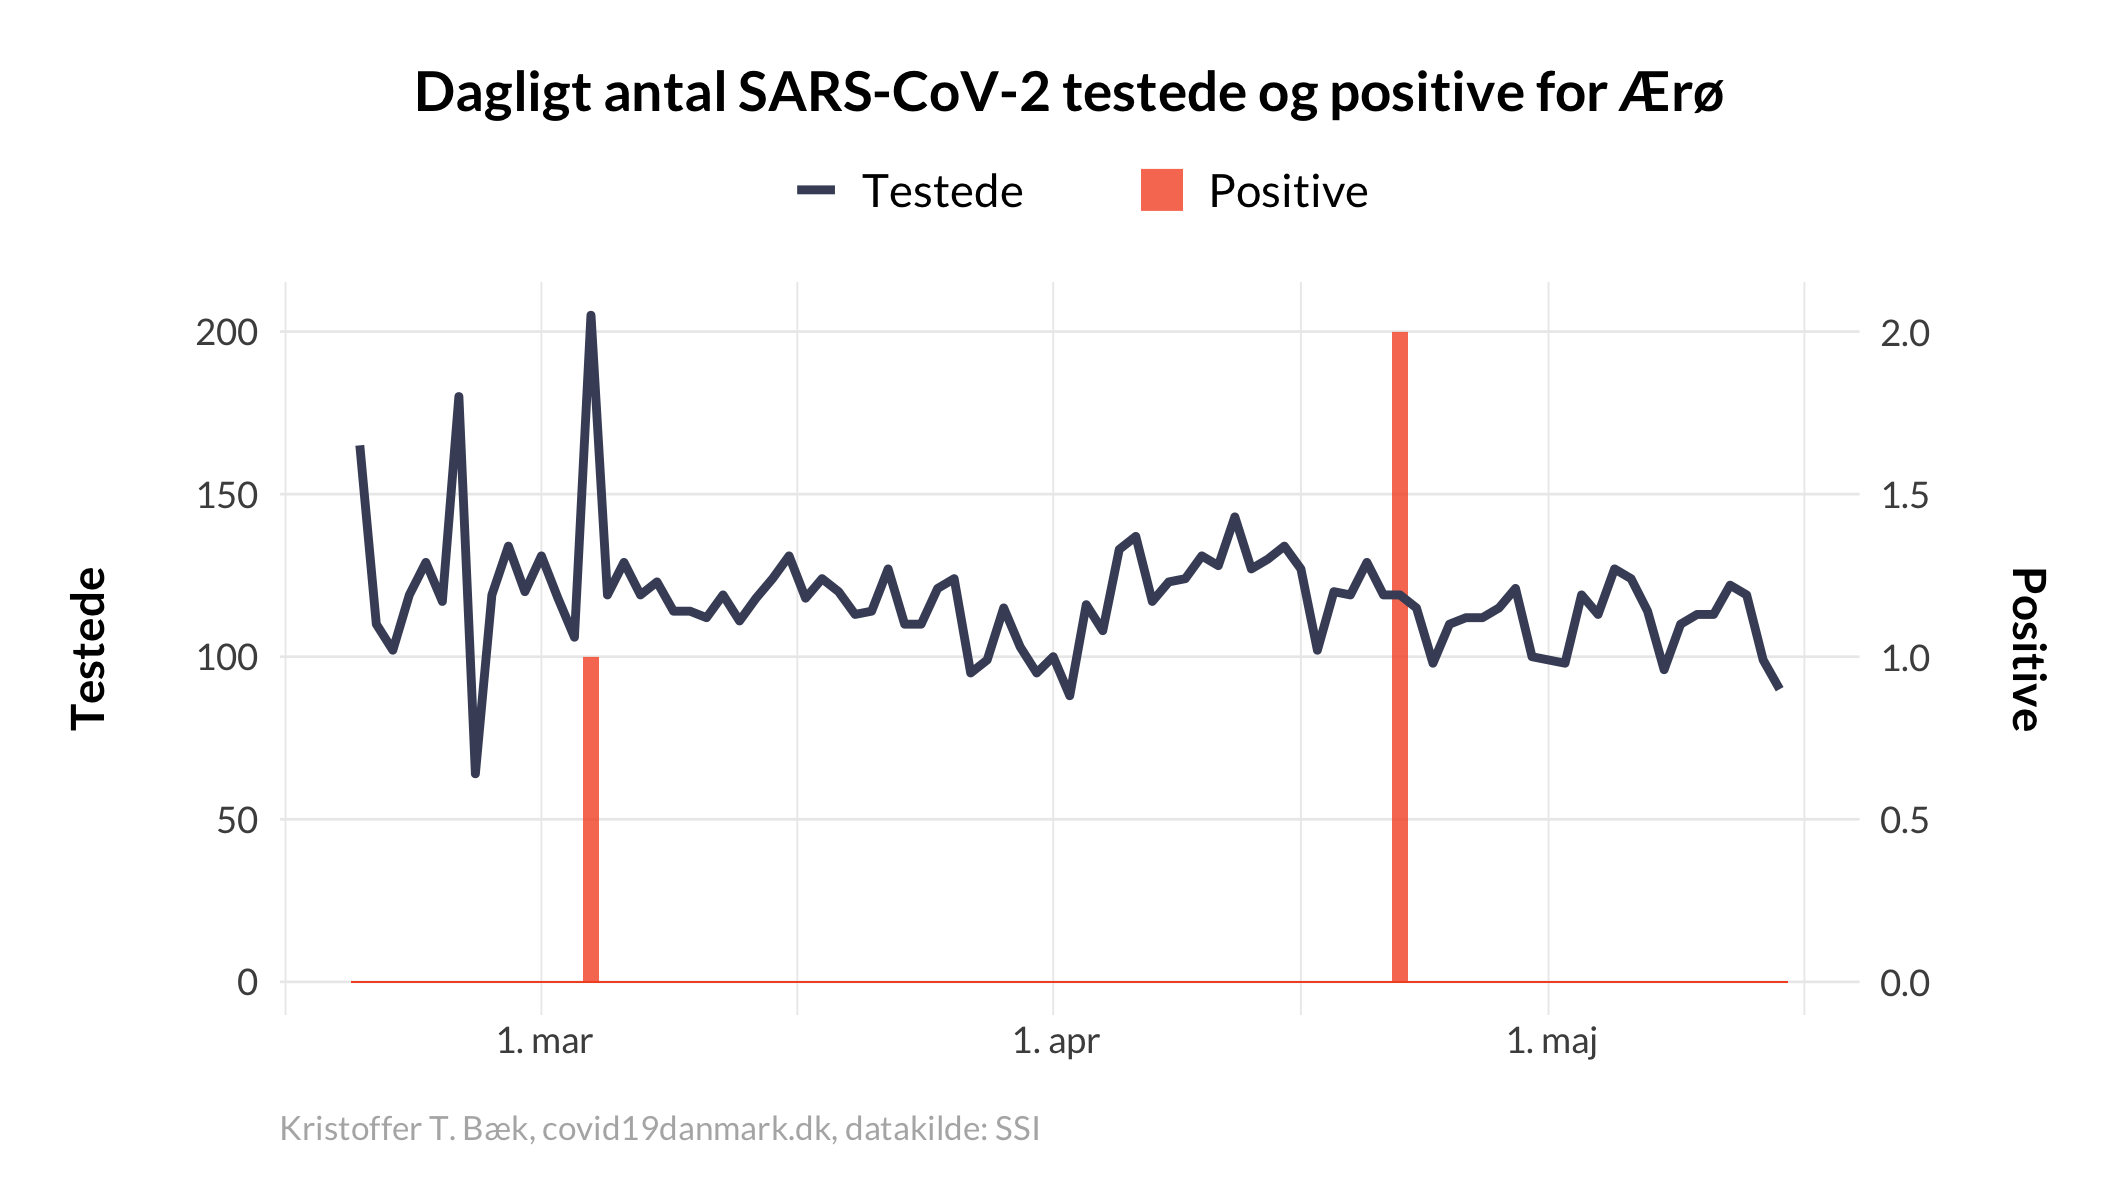 Dagligt antal SARS-CoV-2 testede og positive for Ærø
Testede Positive
200 2.0
150 1.5
100 1.0
50 0.5
0 0.0
Testede
Positive
1. mar 1. apr 1. maj
Kristoffer T. Bæk, covid19danmark.dk, datakilde: SSI